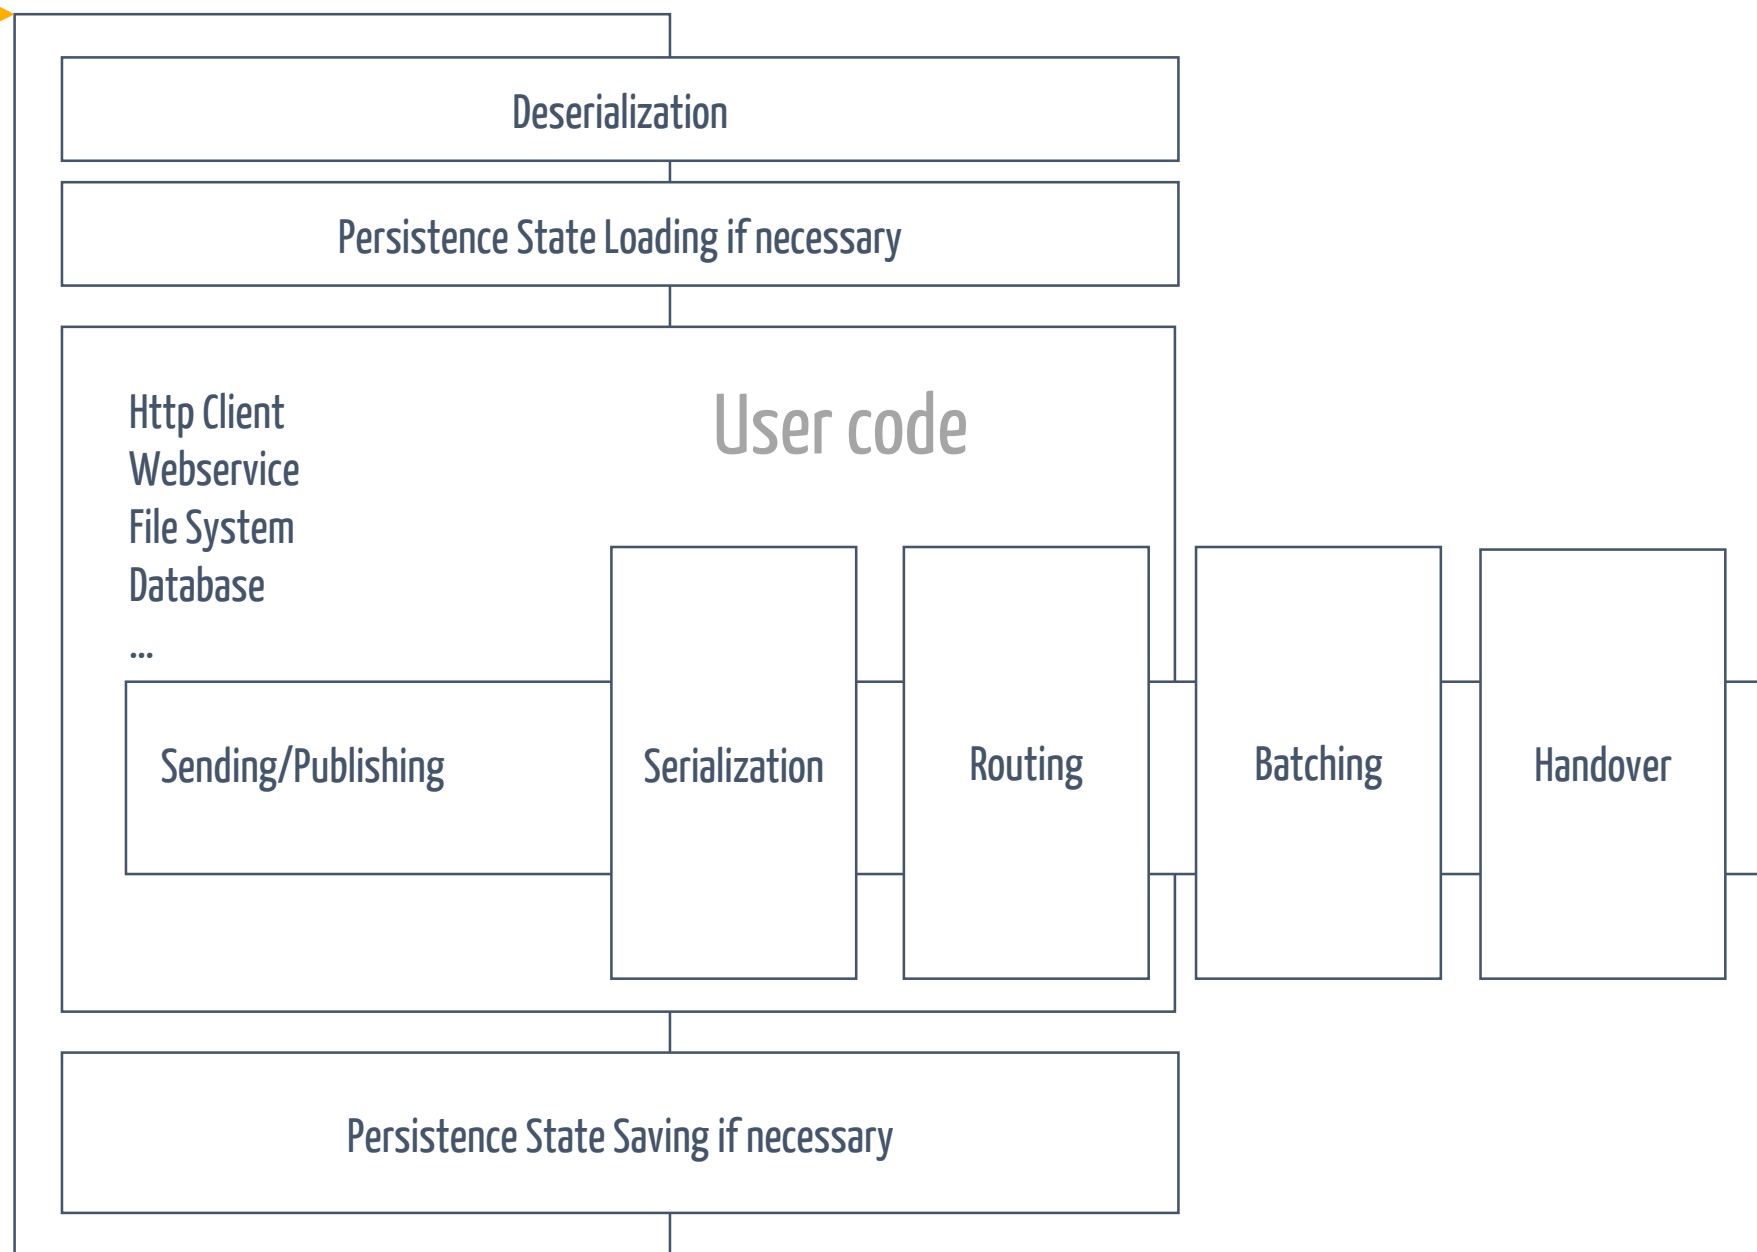 Deserialization
Persistence State Loading if necessary
User code
Http Client
Webservice
File System
Database
...
Sending/Publishing
Serialization
Routing
Batching
Handover
Persistence State Saving if necessary